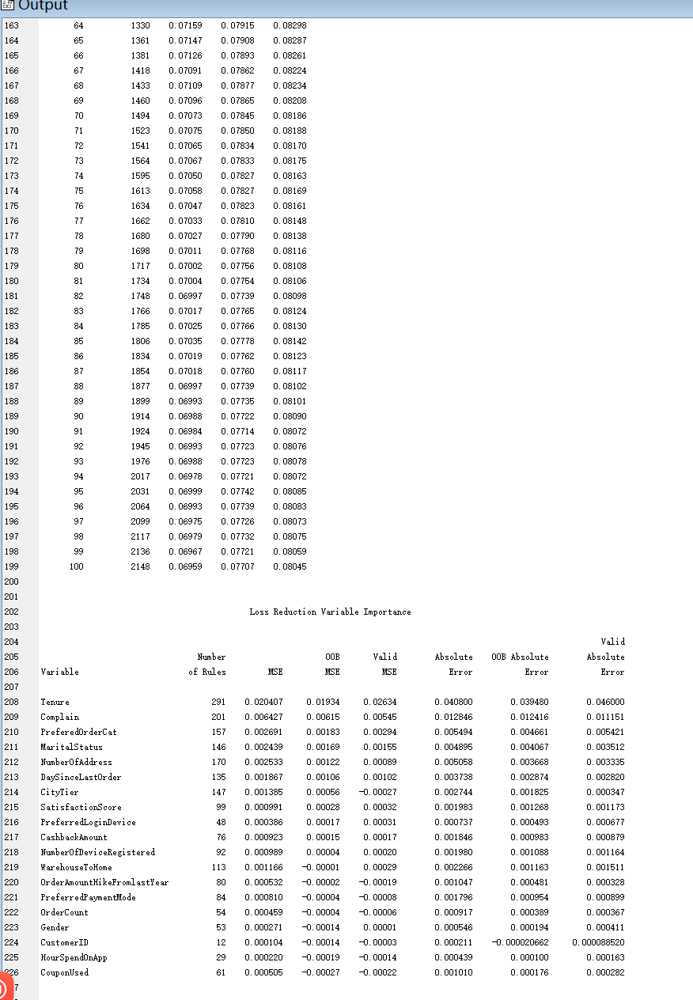 Output
163 64 1330 0.07159 0.07915 0.08298
164 65 1361 0.07147 0.07908 0.08287
165 66 1381 0.07126 0.07893 0.08261
166 67 1418 0.07091 0.07862 0.08224
167 68 1433 0.07109 0.07877 0.08234
168 69 1460 0.07096 0.07865 0.08208
169 70 1494 0.07073 0.07845 0.08186
170 71 1523 0.07075 0.07850 0.08188
171 72 1541 0.07065 0.07834 0.08170
172 73 1564 0.07067 0.07833 0.08175
173 74 1595 0.07050 0.07827 0.08163
174 75 1613 0.07058 0.07827 0.08169
175 76 1634 0.07047 0.07823 0.08161
176 77 1662 0.07033 0.07810 0.08148
177 78 1680 0.07027 0.07790 0.08138
178 79 1698 0.07011 0.07768 0.08116
179 80 1717 0.07002 0.07756 0.08108
180 81 1734 0.07004 0.07754 0.08106
181 82 1748 0.06997 0.07739 0.08098
182 83 1766 0.07017 0.07765 0.08124
183 84 1785 0.07025 0.07766 0.08130
184 85 1806 0.07035 0.07778 0.08142
185 86 1834 0.07019 0.07762 0.08123
186 87 1854 0.07018 0.07760 0.08117
187 88 1877 0.06997 0.07739 0.08102
188 89 1899 0.06993 0.07735 0.08101
189 90 1914 0.06988 0.07722 0.08090
190 91 1924 0.06984 0.07714 0.08072
191 92 1945 0.06993 0.07723 0.08076
192 93 1976 0.06988 0.07723 0.08078
193 94 2017 0.06978 0.07721 0.08072
194 95 2031 0.06999 0.07742 0.08085
195 96 2064 0.06993 0.07739 0.08083
196 97 2099 0.06975 0.07726 0.08073
197 98 2117 0.06979 0.07732 0.08075
198 99 2136 0.06967 0.07721 0.08059
199 100 2148 0.06959 0.07707 0.08045
200
201
202 Loss Reduction Variable Importance
203
204 Valid
205 Number OOB Valid Absolute OOB Absolute Absolute
206 Variable of Rules MSE MSE MSE Error Error Error
207
208 Tenure 291 0.020407 0.01934 0.02634 0.040800 0.039480 0.046000
209 Complain 201 0.006427 0.00615 0.00545 0.012846 0.012416 0.011151
210 PreferedOrderCat 157 0.002691 0.00183 0.00294 0.005494 0.004661 0.005421
211 MaritalStatus 146 0.002439 0.00169 0.00155 0.004895 0.004067 0.003512
212 NumberOfAddress 170 0.002533 0.00122 0.00089 0.005058 0.003668 0.003335
213 DaySinceLastOrder 135 0.001867 0.00106 0.00102 0.003738 0.002874 0.002820
214 CityTier 147 0.001385 0.00056 -0.00027 0.002744 0.001825 0.000347
215 SatisfactionScore 99 0.000991 0.00028 0.00032 0.001983 0.001268 0.001173
216 PreferredLoginDevice 48 0.000386 0.00017 0.00031 0.000737 0.000493 0.000677
217 CashbackAmount 76 0.000923 0.00015 0.00017 0.001846 0.000983 0.000879
218 NumberOfDeviceRegistered 92 0.000989 0.00004 0.00020 0.001980 0.001088 0.001164
219 WarehouseToHome 113 0.001166 -0.00001 0.00029 0.002266 0.001163 0.001511
220 OrderAmountHikeFromlastYear 80 0.000532 -0.00002 -0.00019 0.001047 0.000481 0.000328
221 PreferredPaymentMode 84 0.000810 -0.00004 -0.00008 0.001796 0.000954 0.000899
222 OrderCount 54 0.000459 -0.00004 -0.00006 0.000917 0.000389 0.000367
223 Gender 53 0.000271 -0.00014 0.00001 0.000546 0.000194 0.000411
224 CustomerID 12 0.000104 -0.00014 -0.00003 0.000211 -0.000020662 0.000088520
225 HourSpendOnApp 29 0.000220 -0.00019 -0.00014 0.000439 0.000100 0.000163
26 CouponUsed 61 0.000505 -0.00027 -0.00022 0.001010 0.000176 0.000282
7